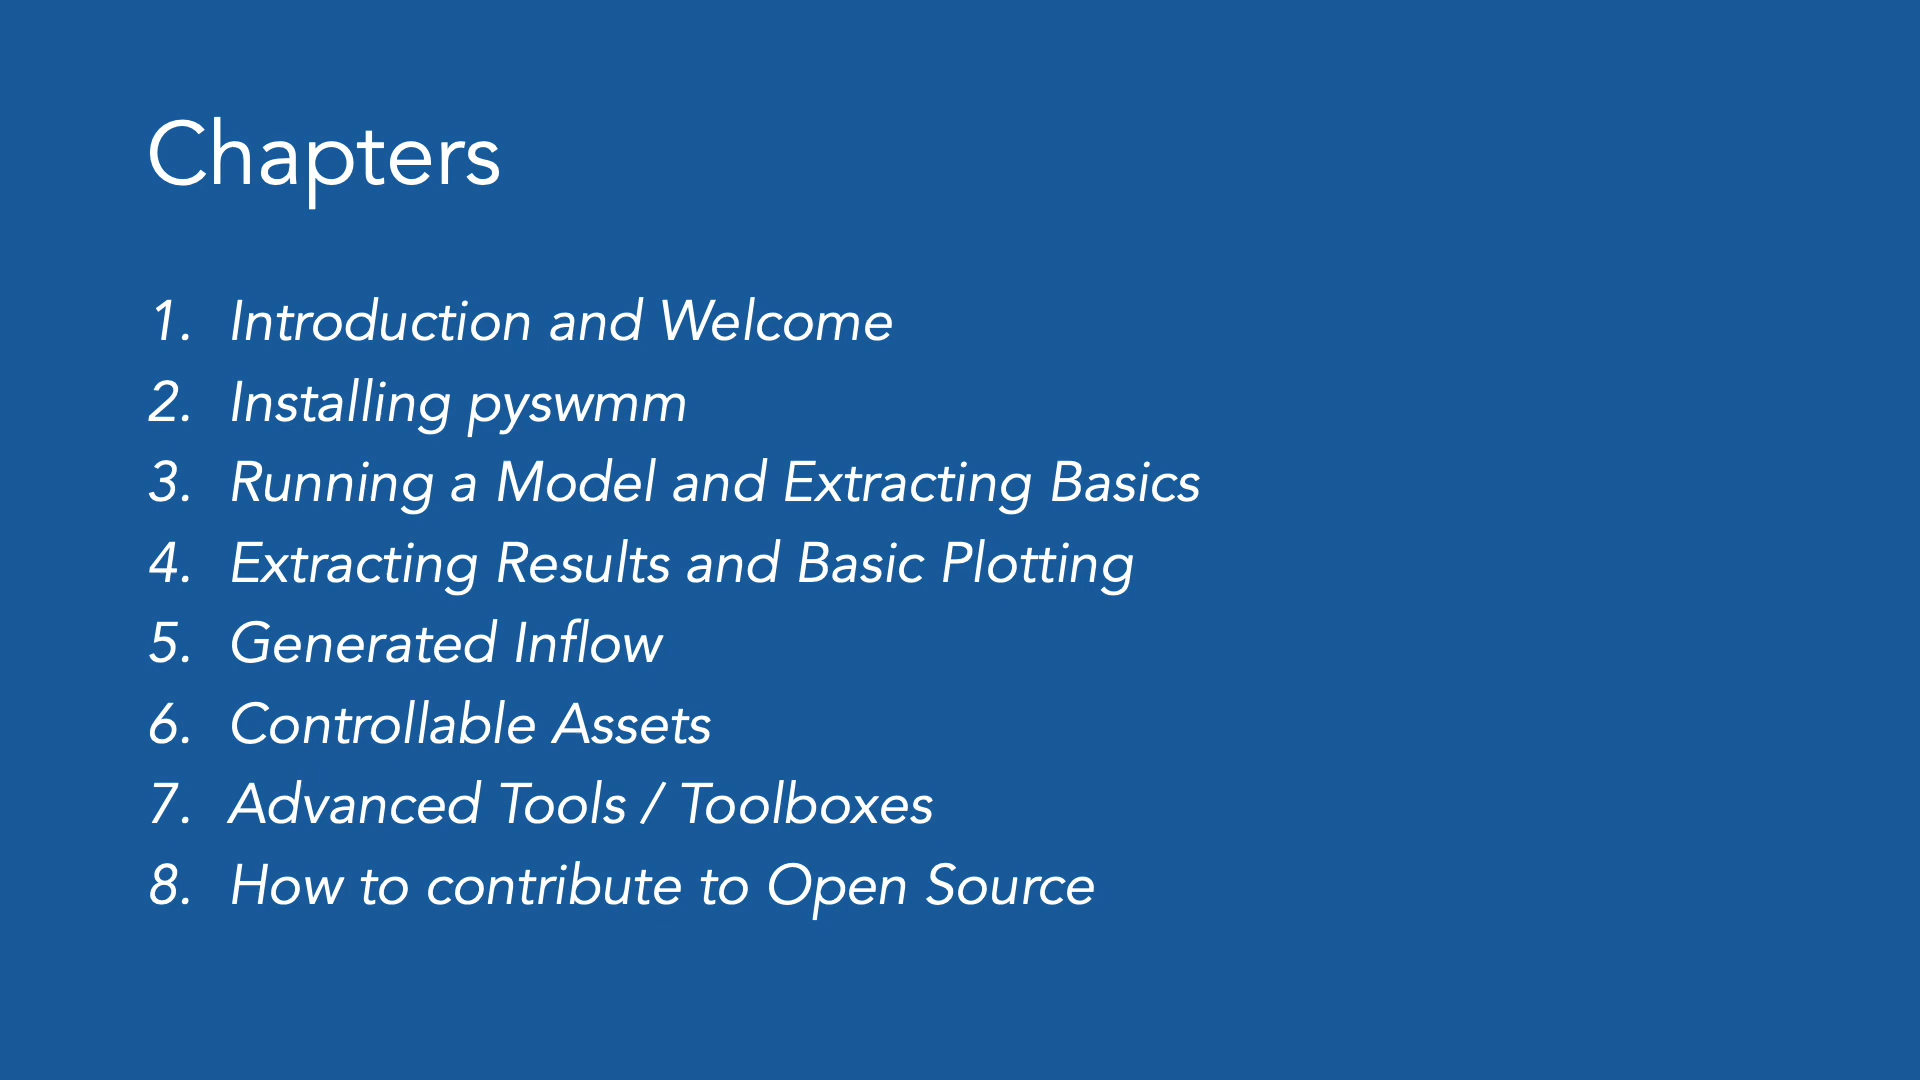 Chapters
1. Introduction and Welcome
2. Installing pyswmm
3. Running a Model and Extracting Basics
4. Extracting Results and Basic Plotting
5. Generated Inflow
6. Controllable Assets
7. Advanced Tools / Toolboxes
8. How to contribute to Open Source